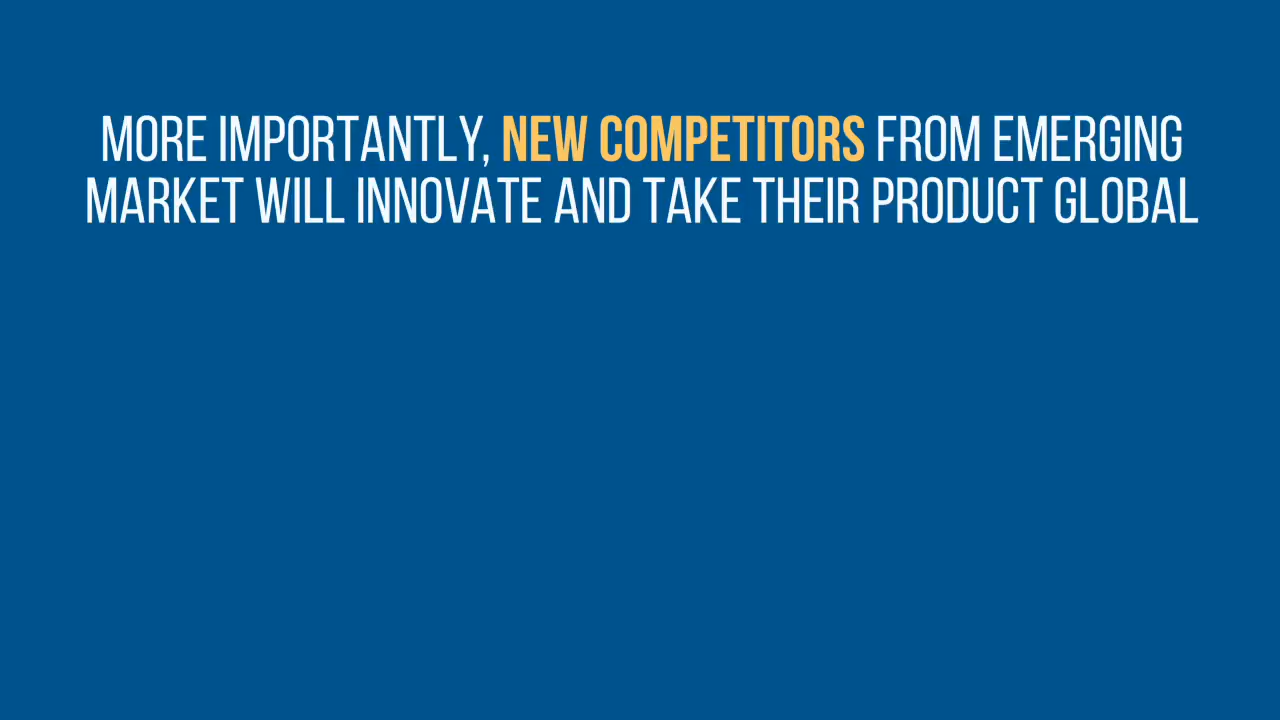 MORE IMPORTANTLY, NEW COMPETITORS FROM EMERGING
MARKET WILL INNOVATE AND TAKE THEIR PRODUCT GLOBAL